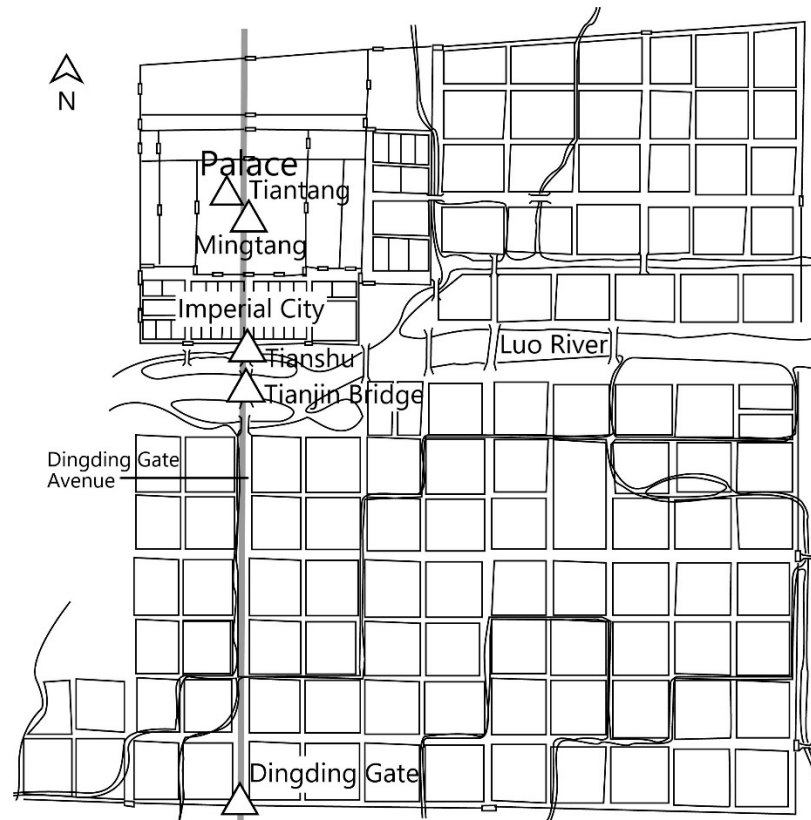 N
Palace
Tiantang
Mingtang
Imperial City
Tianshu
Luo River
Tianjin Bridge
Dingding Gate
Avenue
Dingding Gate